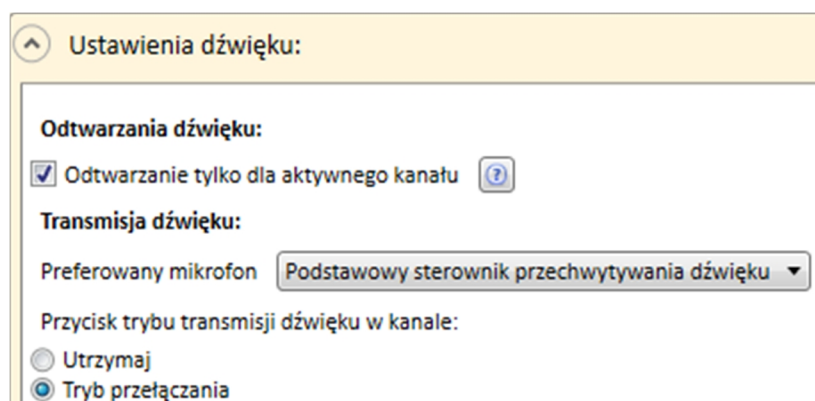 Ustawienia dźwięku:
Odtwarzania dźwięku:
Odtwarzanie tylko dla aktywnego kanału ?
Transmisja dźwięku:
Preferowany mikrofon Podstawowy sterownik przechwytywania dźwięku
Przycisk trybu transmisji dźwięku w kanale:
Utrzymaj
Tryb przełączania